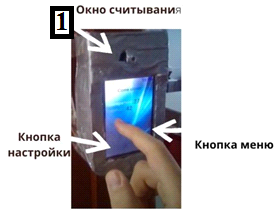 Окно считывания
1
Кнопка
настройки
Кнопка меню